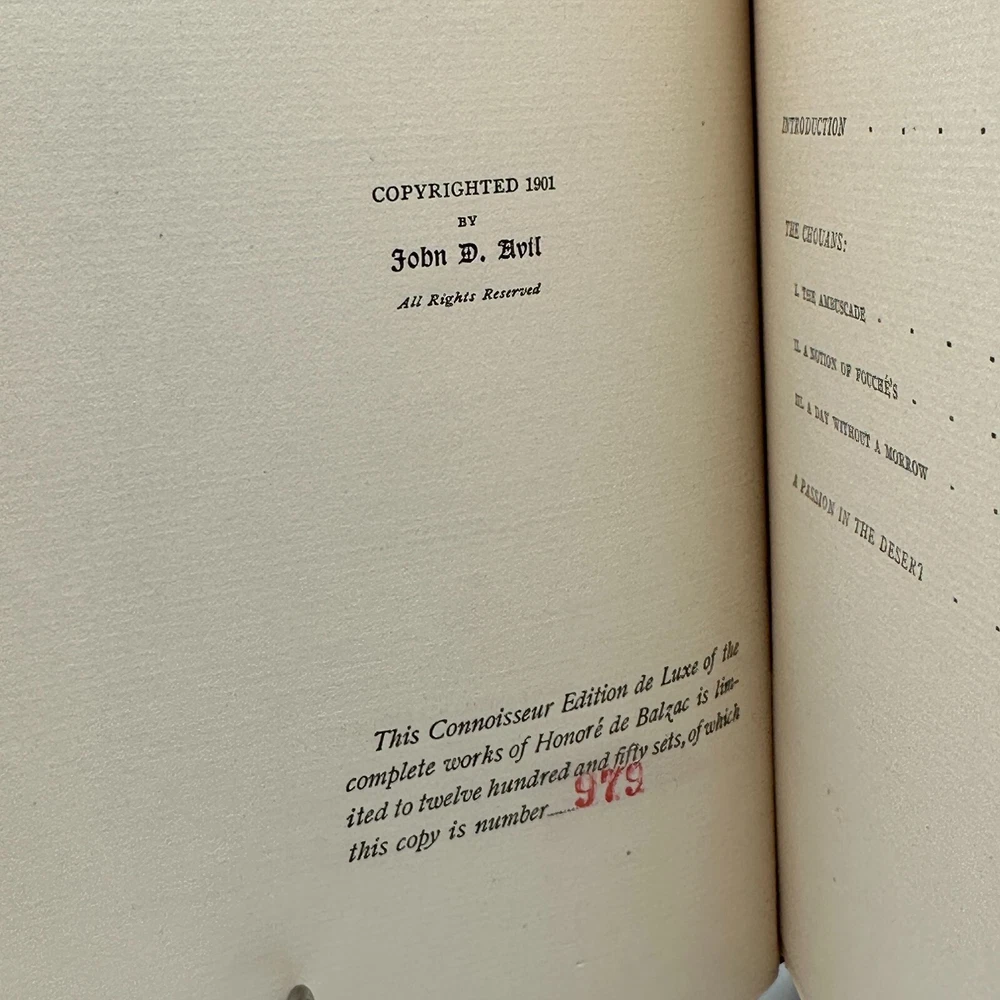 COPYRIGHTED 1901
BY
John D. Avil
All Rights Reserved
This Connoisseur Edition de Luxe of the
complete works of Honoré de Balzac is lim-
ited to twelve hundred and fifty sets, of which
this copy is number 979
INTRODUCTION . . . .
THE CHOUANS:
I. THE AMBUSCADE . . . .
II. A NOTION OF FOUCHÉ'S . . .
III. A DAY WITHOUT A MORROW . .
A PASSION IN THE DESERT . .